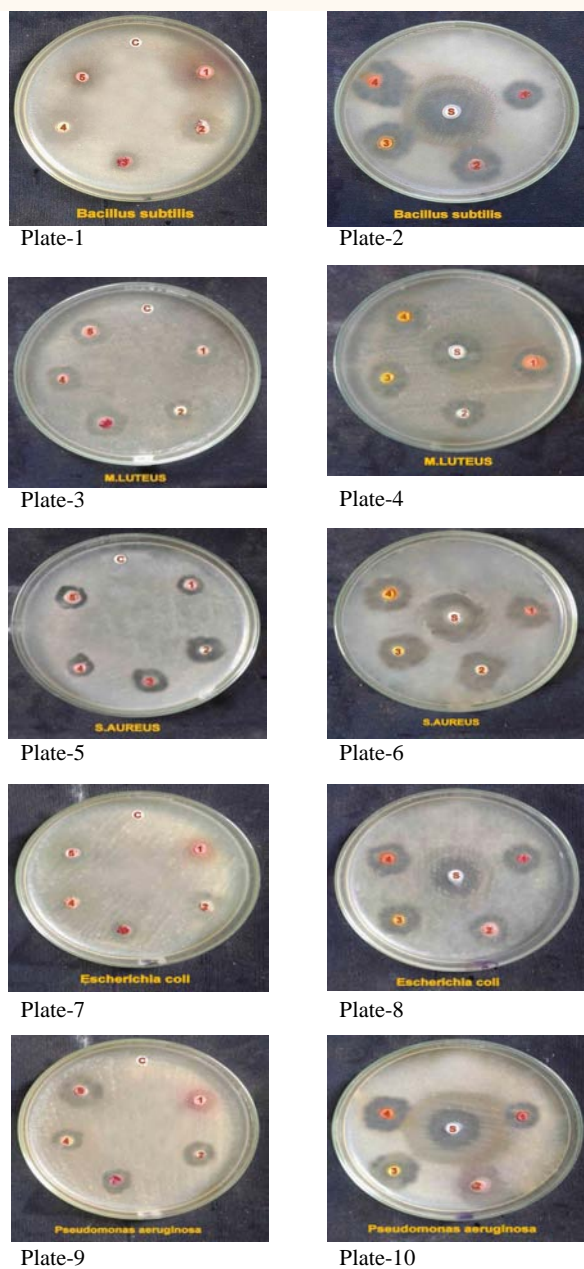 C
5 1
4 2
3
Bacillus subtilis
Plate-1
4
S
3
2
Bacillus subtilis
Plate-2
C
5
1
4
2
M.LUTEUS
Plate-3
4
S
1
3
2
M.LUTEUS
Plate-4
C
5
1
2
4
3
S.AUREUS
Plate-5
4
S
1
3
2
S.AUREUS
Plate-6
C
5
1
4
2
Escherichia coli
Plate-7
4
1
S
3
2
Escherichia coli
Plate-8
C
1
4
2
Pseudomonas aeruginosa
Plate-9
4
1
S
3
2
Pseudomonas aeruginosa
Plate-10